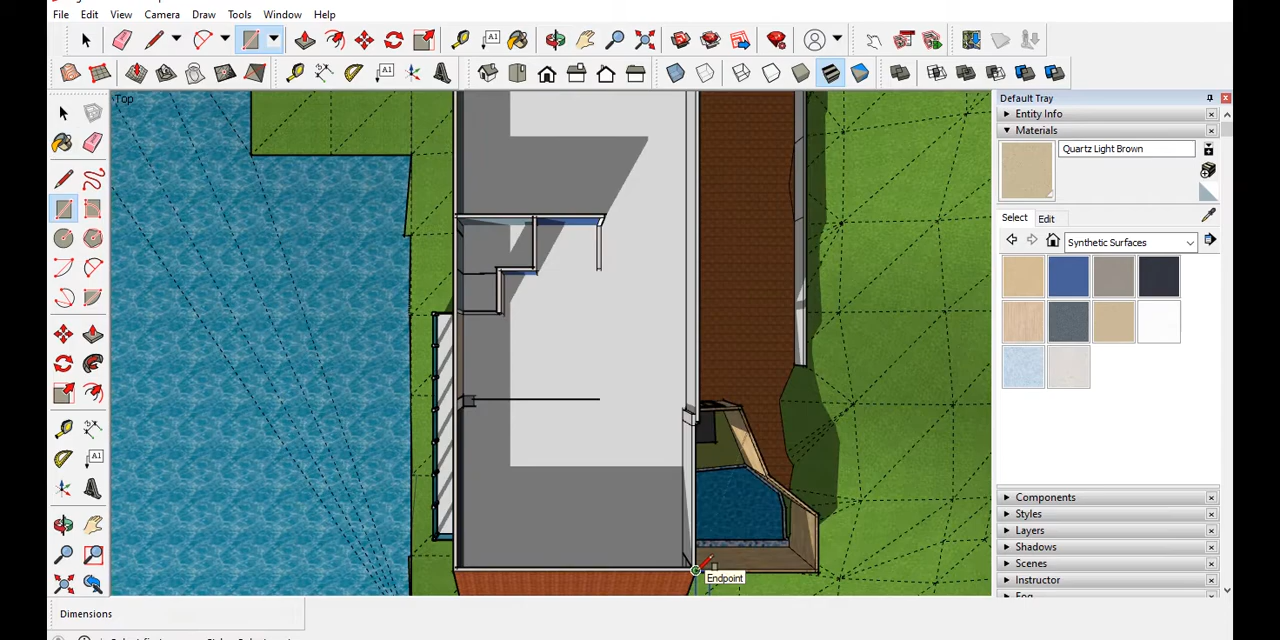 File Edit View Camera Draw Tools Window Help
Top
Default Tray
Entity Info
Materials
Quartz Light Brown
Select Edit
Synthetic Surfaces
Components
Styles
Layers
Shadows
Scenes
Instructor
Fog
Endpoint
Dimensions